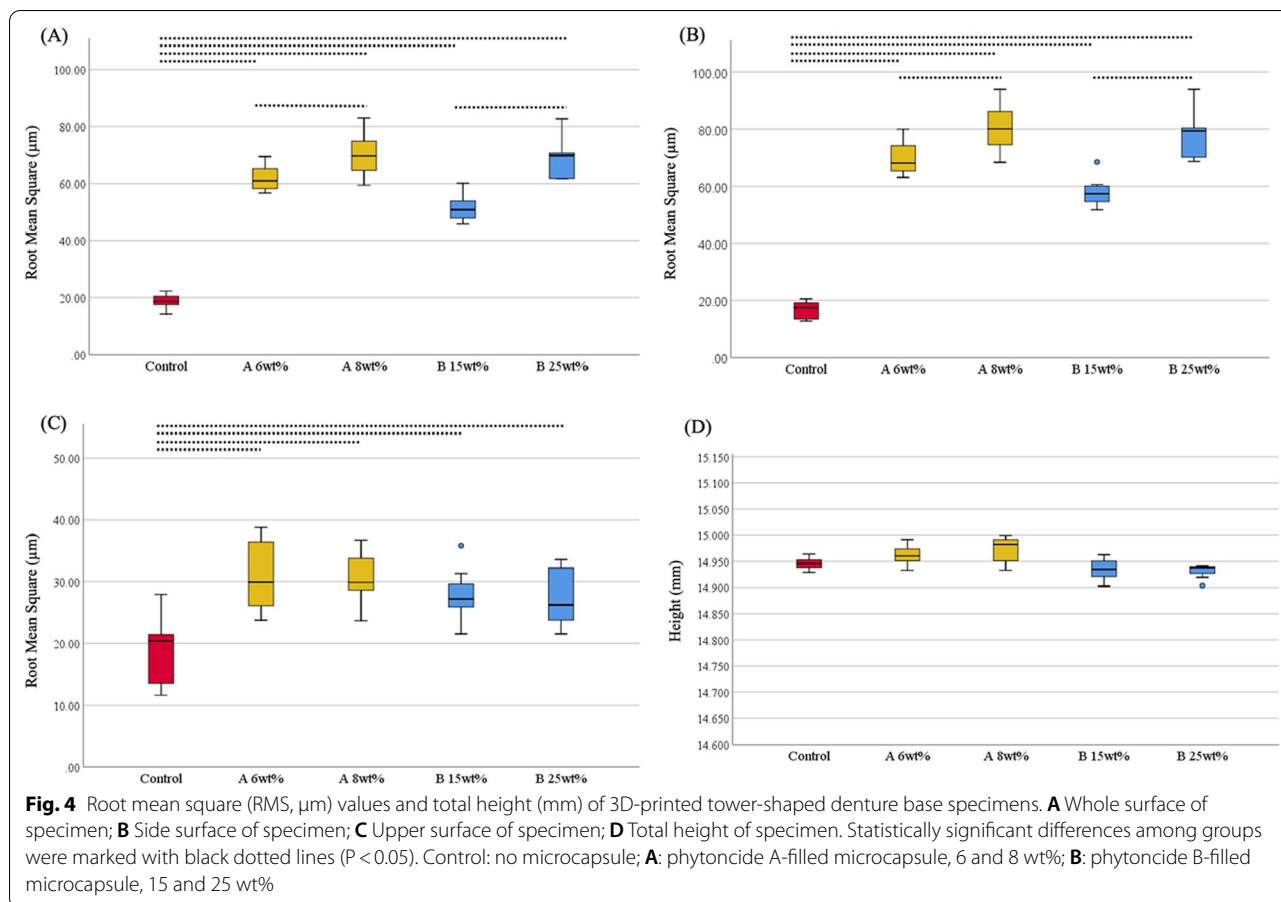 (A)
Root Mean Square (µm)
100.00
80.00
60.00
40.00
20.00
.00
Control A 6wt% A 8wt% B 15wt% B 25wt%
(B)
Root Mean Square (µm)
100.00
80.00
60.00
40.00
20.00
.00
Control A 6wt% A 8wt% B 15wt% B 25wt%
(C)
Root Mean Square (µm)
50.00
40.00
30.00
20.00
10.00
.00
Control A 6wt% A 8wt% B 15wt% B 25wt%
(D)
Height (mm)
15.150
15.100
15.050
15.000
14.950
14.900
14.850
14.800
14.750
14.700
14.650
14.600
Control A 6wt% A 8wt% B 15wt% B 25wt%
Fig. 4 Root mean square (RMS, µm) values and total height (mm) of 3D-printed tower-shaped denture base specimens. A Whole surface of
specimen; B Side surface of specimen; C Upper surface of specimen; D Total height of specimen. Statistically significant differences among groups
were marked with black dotted lines (P < 0.05). Control: no microcapsule; A: phytoncide A-filled microcapsule, 6 and 8 wt%; B: phytoncide B-filled
microcapsule, 15 and 25 wt%